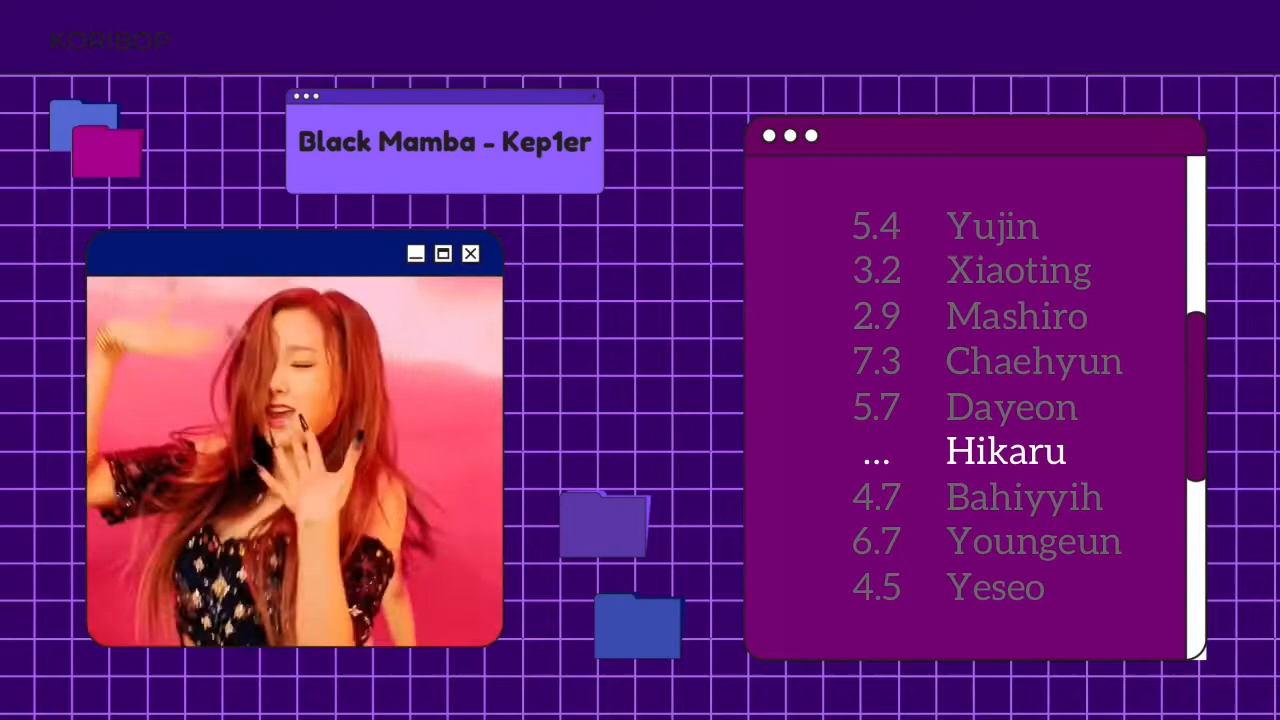 KORIBOP
Black Mamba - Kep1er
5.4 Yujin
3.2 Xiaoting
2.9 Mashiro
7.3 Chaehyun
5.7 Dayeon
... Hikaru
4.7 Bahiyyih
6.7 Youngeun
4.5 Yeseo